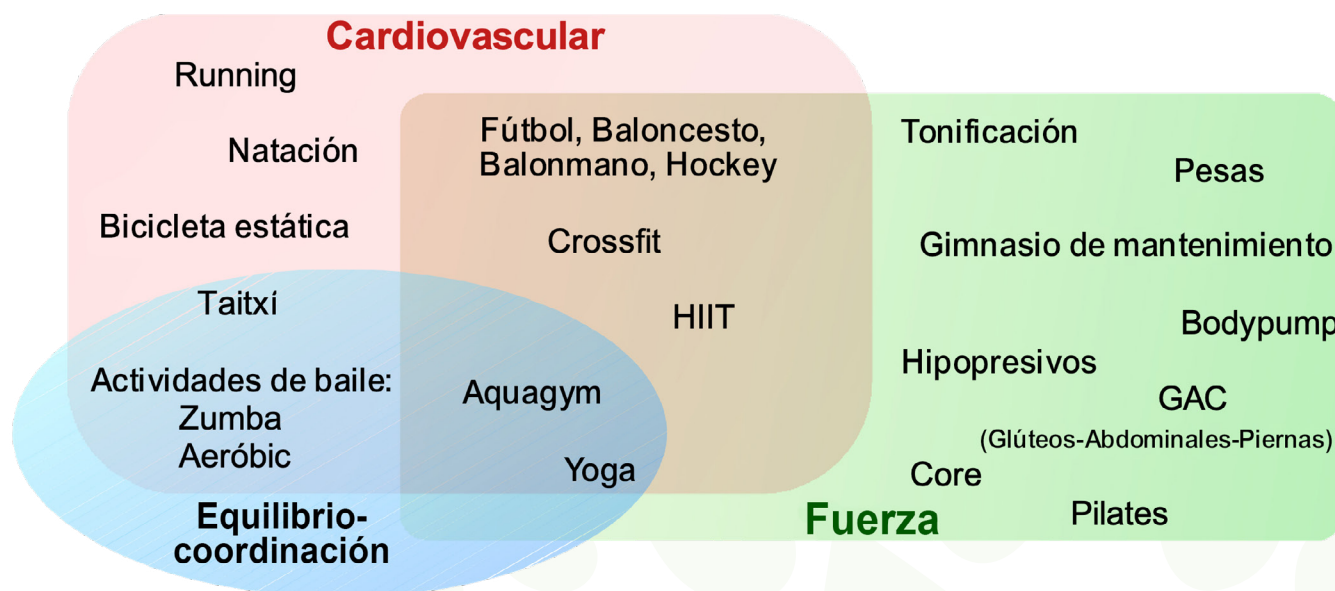 Cardiovascular
Running
Natación
Bicicleta estática
Taitxí
Actividades de baile:
Zumba
Aeróbic
Equilibrio-
coordinación
Fútbol, Baloncesto,
Balonmano, Hockey
Crossfit
HIIT
Aquagym
Yoga
Tonificación
Pesas
Gimnasio de mantenimiento
Bodypump
Hipopresivos
GAC
(Glúteos-Abdominales-Piernas)
Core
Pilates
Fuerza